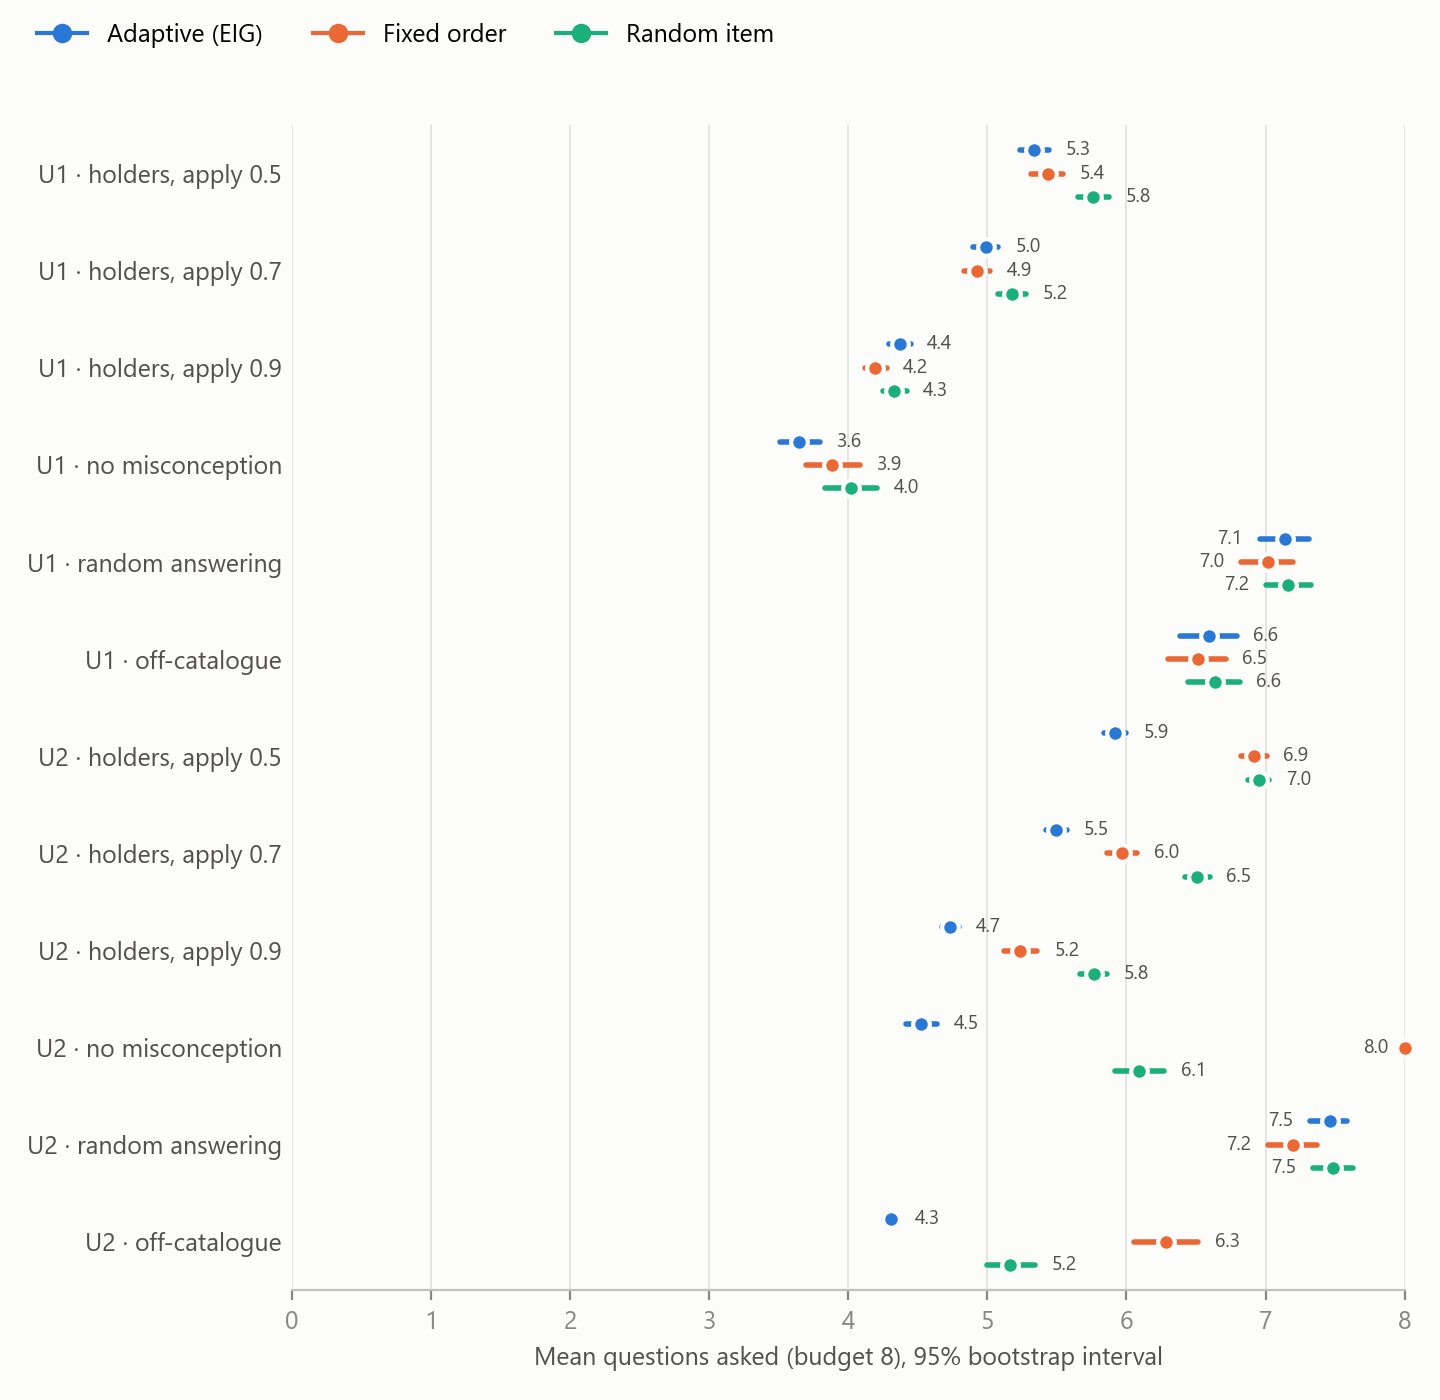 Adaptive (EIG) Fixed order Random item
U1 · holders, apply 0.5
5.3
5.4
5.8
U1 · holders, apply 0.7
5.0
4.9
5.2
U1 · holders, apply 0.9
4.4
4.2
4.3
U1 · no misconception
3.6
3.9
4.0
U1 · random answering
7.1
7.0
7.2
U1 · off-catalogue
6.6
6.5
6.6
U2 · holders, apply 0.5
5.9
6.9
7.0
U2 · holders, apply 0.7
5.5
6.0
6.5
U2 · holders, apply 0.9
4.7
5.2
5.8
U2 · no misconception
4.5
8.0
6.1
U2 · random answering
7.5
7.2
7.5
U2 · off-catalogue
4.3
6.3
5.2
0 1 2 3 4 5 6 7 8
Mean questions asked (budget 8), 95% bootstrap interval